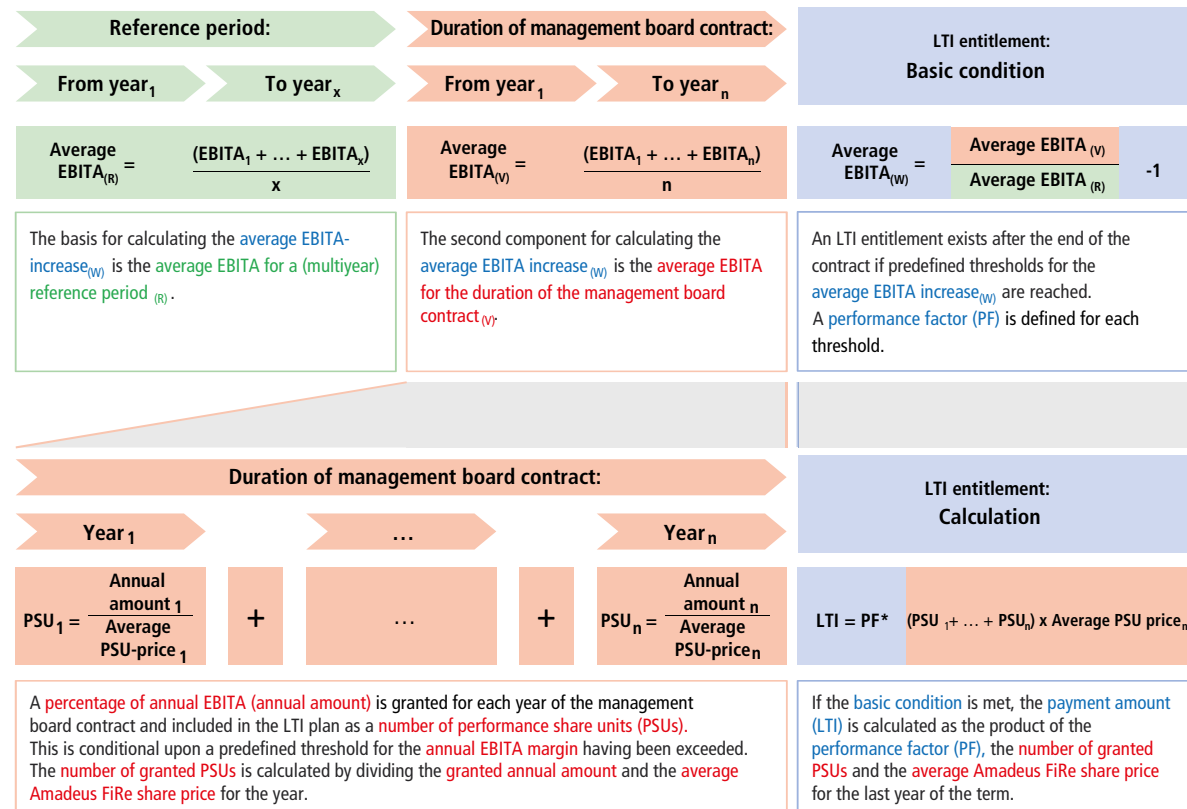 Reference period:
From year1
To yearx
Average
EBITA(R) =
(EBITA1 + … + EBITAx)
x
The basis for calculating the average EBITA-
increase(W) is the average EBITA for a (multiyear)
reference period (R) .
Duration of management board contract:
From year1
To yearn
Average
EBITA(V) =
(EBITA1 + … + EBITAn)
n
The second component for calculating the
average EBITA increase (W) is the average EBITA
for the duration of the management board
contract (V).
LTI entitlement:
Basic condition
Average
EBITA(W) =
Average EBITA (V)
Average EBITA (R)
-1
An LTI entitlement exists after the end of the
contract if predefined thresholds for the
average EBITA increase(W) are reached.
A performance factor (PF) is defined for each
threshold.
Duration of management board contract:
Year1
…
Yearn
PSU1 =
Annual
amount 1
Average
PSU-price1
+
…
+
PSUn =
Annual
amount n
Average
PSU-pricen
A percentage of annual EBITA (annual amount) is granted for each year of the management
board contract and included in the LTI plan as a number of performance share units (PSUs).
This is conditional upon a predefined threshold for the annual EBITA margin having been exceeded.
The number of granted PSUs is calculated by dividing the granted annual amount and the average
Amadeus FiRe share price for the year.
LTI entitlement:
Calculation
LTI = PF* (PSU 1+ … + PSUn) x Average PSU pricen
If the basic condition is met, the payment amount
(LTI) is calculated as the product of the
performance factor (PF), the number of granted
PSUs and the average Amadeus FiRe share price
for the last year of the term.